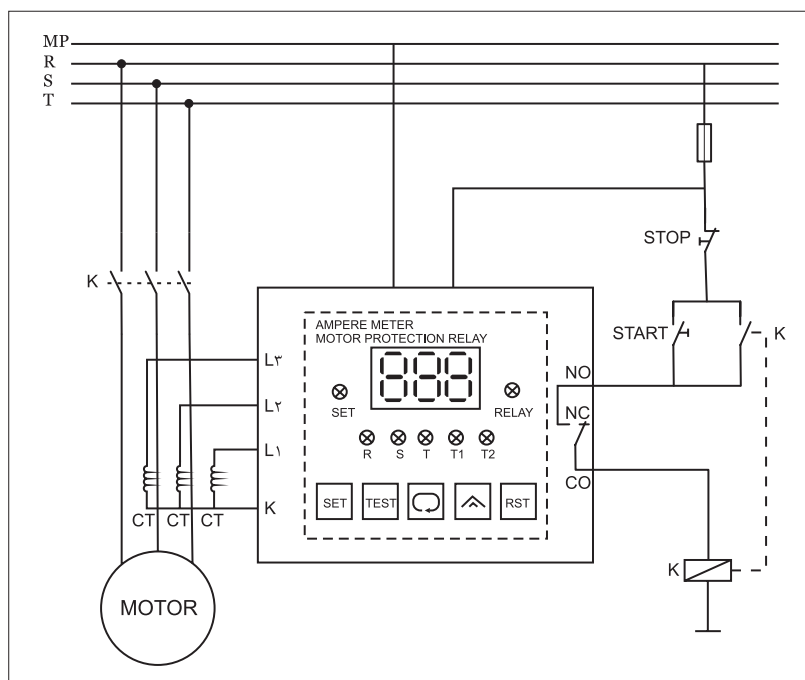 MP
R
S
T
STOP
K
START
K
AMPERE METER
MOTOR PROTECTION RELAY
888
SET
RELAY
R S T T1 T2
SET TEST RST
L۳
L۲
L۱
K
NO
NC
CO
CT CT CT
K
MOTOR